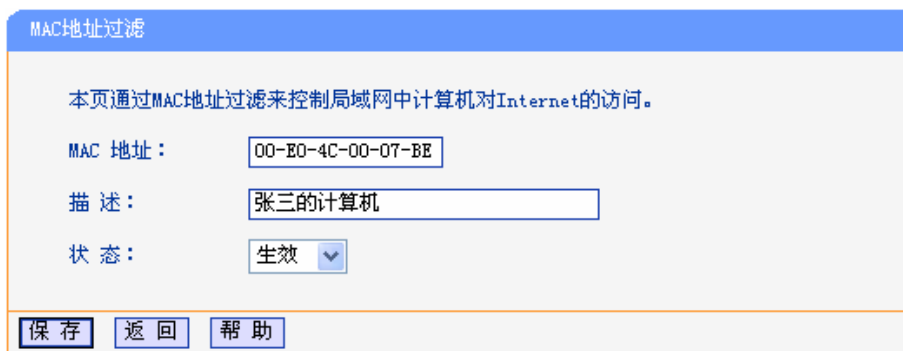 MAC地址过滤
本页通过MAC地址过滤来控制局域网中计算机对Internet的访问。
MAC 地址： 00-E0-4C-00-07-BE
描 述： 张三的计算机
状 态： 生效
保 存 返 回 帮 助